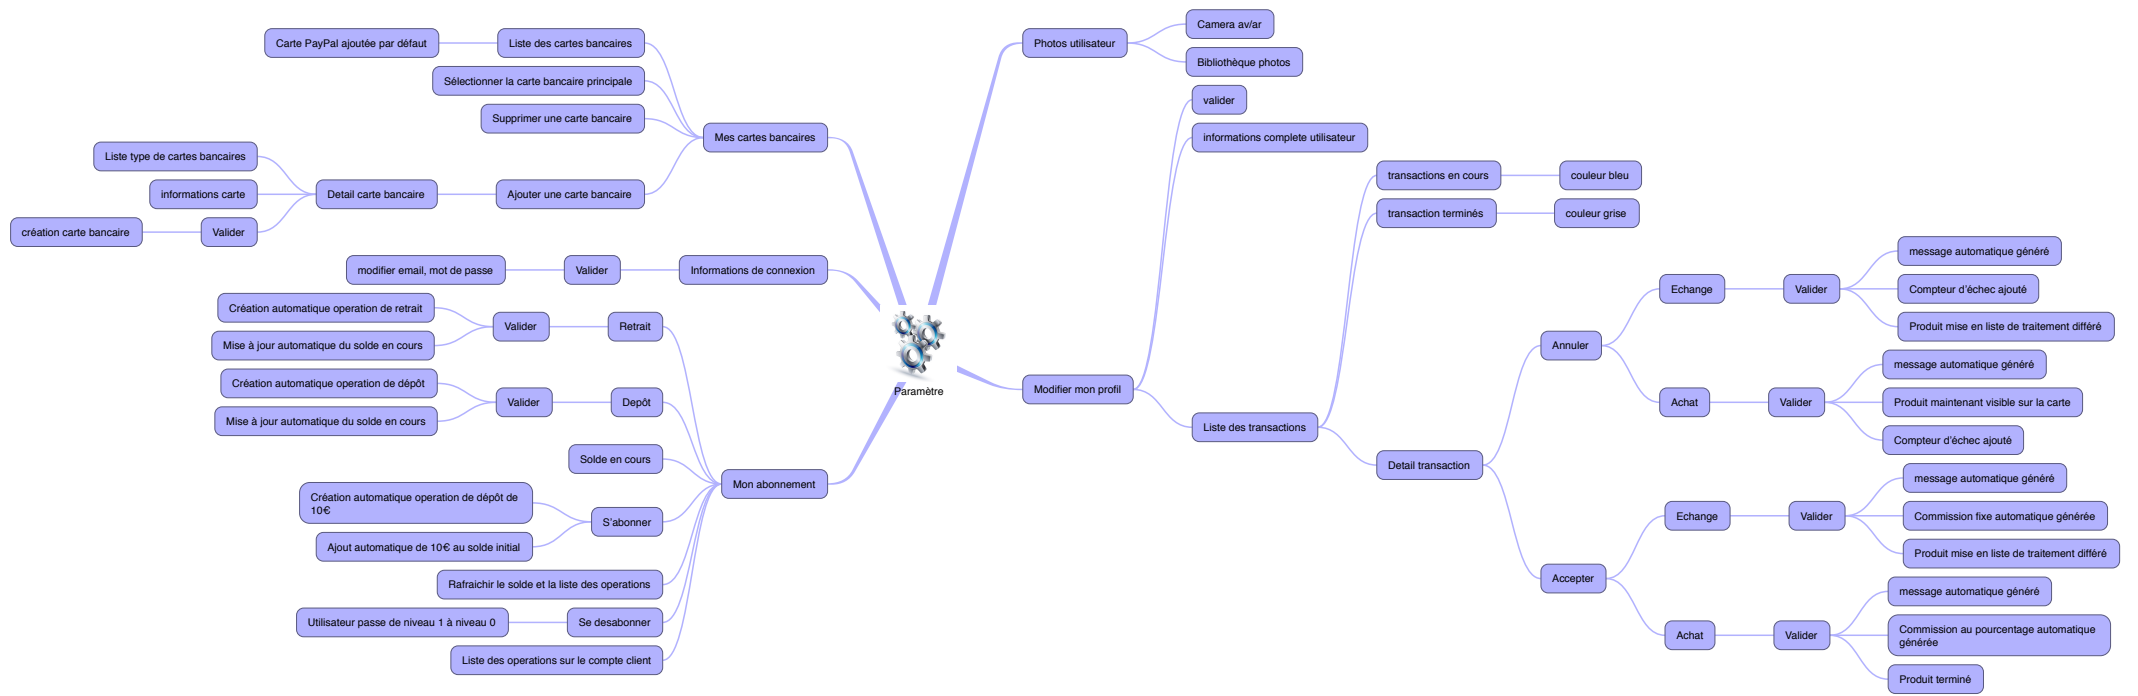 Carte PayPal ajoutée par défaut
Liste des cartes bancaires
Sélectionner la carte bancaire principale
Supprimer une carte bancaire
Mes cartes bancaires
Liste type de cartes bancaires
informations carte
Detail carte bancaire
Ajouter une carte bancaire
création carte bancaire
Valider
modifier email, mot de passe
Valider
Informations de connexion
Création automatique operation de retrait
Valider
Retrait
Mise à jour automatique du solde en cours
Création automatique operation de dépôt
Valider
Depôt
Mise à jour automatique du solde en cours
Solde en cours
Mon abonnement
Création automatique operation de dépôt de
10€
S'abonner
Ajout automatique de 10€ au solde initial
Rafraichir le solde et la liste des operations
Utilisateur passe de niveau 1 à niveau 0
Se desabonner
Liste des operations sur le compte client
Paramètre
Photos utilisateur
Camera av/ar
Bibliothèque photos
Modifier mon profil
valider
informations complete utilisateur
Liste des transactions
transactions en cours
couleur bleu
transaction terminés
couleur grise
Detail transaction
Annuler
Echange
Valider
message automatique généré
Compteur d'échec ajouté
Produit mise en liste de traitement différé
Achat
Valider
message automatique généré
Produit maintenant visible sur la carte
Compteur d'échec ajouté
Accepter
Echange
Valider
message automatique généré
Commission fixe automatique générée
Produit mise en liste de traitement différé
Achat
Valider
message automatique généré
Commission au pourcentage automatique
générée
Produit terminé